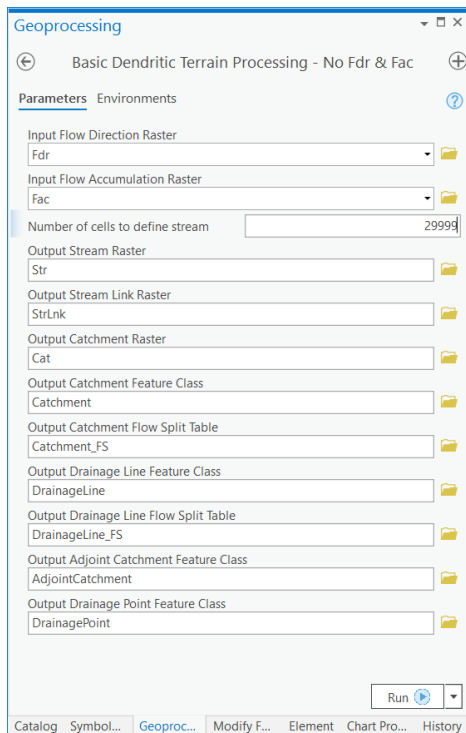 Geoprocessing
Basic Dendritic Terrain Processing - No Fdr & Fac
Parameters Environments
Input Flow Direction Raster
Fdr
Input Flow Accumulation Raster
Fac
Number of cells to define stream 29999
Output Stream Raster
Str
Output Stream Link Raster
StrLnk
Output Catchment Raster
Cat
Output Catchment Feature Class
Catchment
Output Catchment Flow Split Table
Catchment_FS
Output Drainage Line Feature Class
DrainageLine
Output Drainage Line Flow Split Table
DrainageLine_FS
Output Adjoint Catchment Feature Class
AdjointCatchment
Output Drainage Point Feature Class
DrainagePoint
Run
Catalog Symbol... Geoproc... Modify F... Element Chart Pro... History